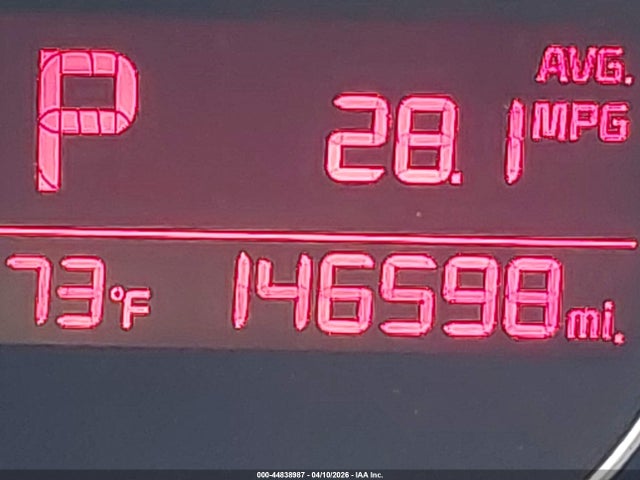 P 28.1 AVG. MPG
73°F 146598 mi.
000-44838987 - 04/10/2026 - IAA Inc.